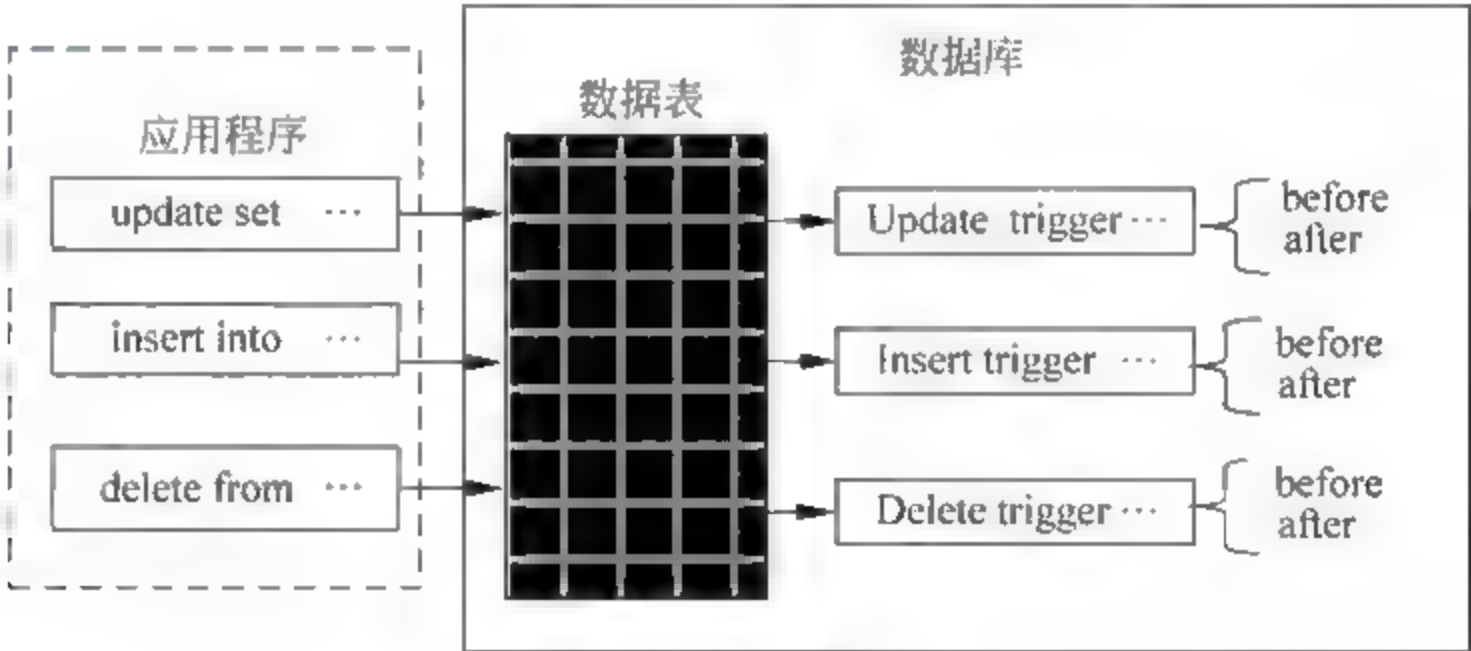 数据库
数据表
应用程序
update set …
insert into …
delete from …
Update trigger …
before
after
Insert trigger …
before
after
Delete trigger …
before
after